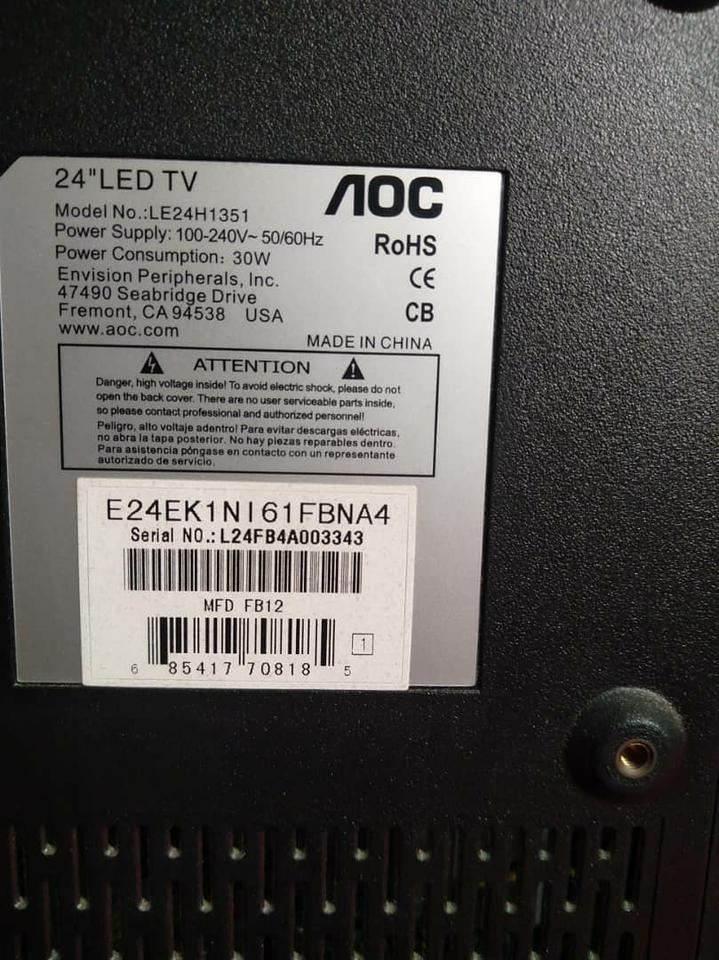 24"LED TV
AOC
Model No.:LE24H1351
Power Supply: 100-240V~ 50/60Hz
RoHS
Power Consumption: 30W
Envision Peripherals, Inc.
CE
47490 Seabridge Drive
Fremont, CA 94538 USA
CB
www.aoc.com
MADE IN CHINA
ATTENTION
Danger, high voltage inside! To avoid electric shock, please do not
open the back cover. There are no user serviceable parts inside,
so please contact professional and authorized personnel!
Peligro, alto voltaje adentro! Para evitar descargas eléctricas,
no abra la tapa posterior. No hay piezas reparables dentro.
Para asistencia póngase en contacto con un representante
autorizado de servicio.
E24EK1NI61FBNA4
Serial NO.: L24FB4A003343
MFD FB12
1
6 85417 70818 5